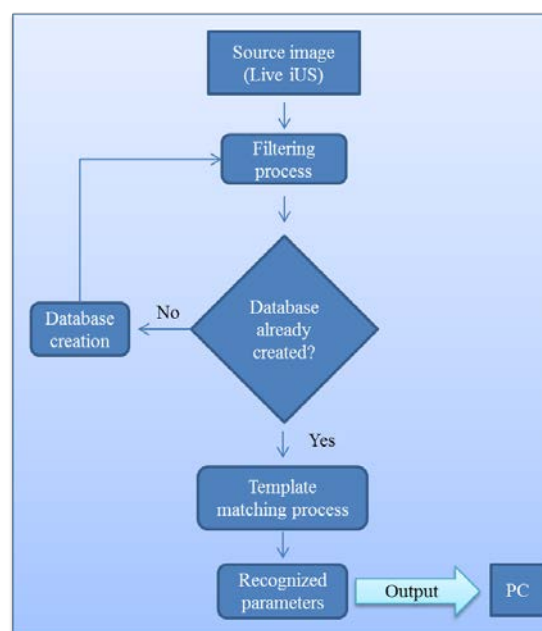 Source image
(Live iUS)
Filtering
process
Database
already
created?
No
Database
creation
Yes
Template
matching process
Recognized
parameters
Output
PC